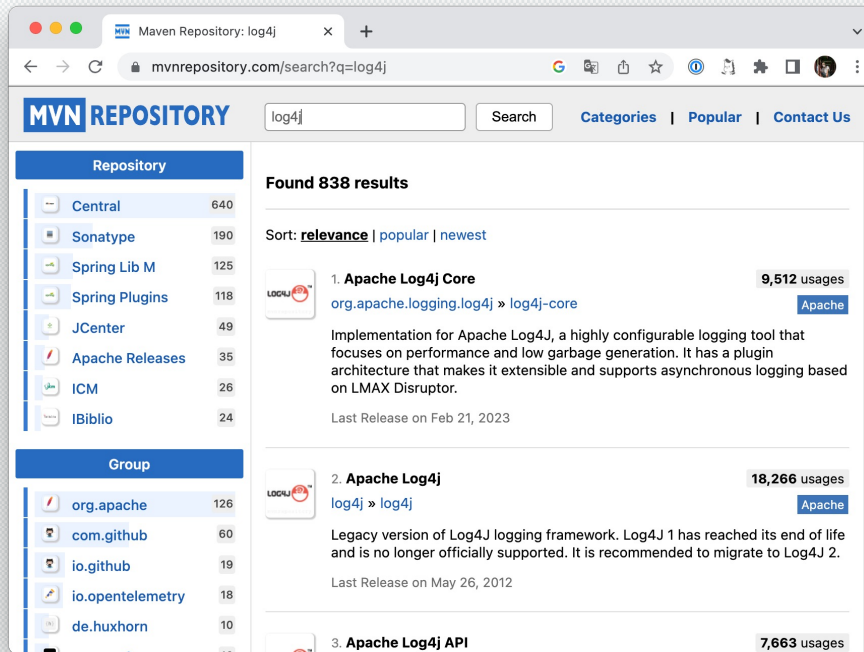 Maven Repository: log4j
mvnrepository.com/search?q=log4j
MVN REPOSITORY
log4j
Search
Categories | Popular | Contact Us
Repository
Central 640
Sonatype 190
Spring Lib M 125
Spring Plugins 118
JCenter 49
Apache Releases 35
ICM 26
IBiblio 24
Group
org.apache 126
com.github 60
io.github 19
io.opentelemetry 18
de.huxhorn 10
Found 838 results
Sort: relevance | popular | newest
LOG4J
1. Apache Log4j Core
9,512 usages
org.apache.logging.log4j » log4j-core
Apache
Implementation for Apache Log4J, a highly configurable logging tool that
focuses on performance and low garbage generation. It has a plugin
architecture that makes it extensible and supports asynchronous logging based
on LMAX Disruptor.
Last Release on Feb 21, 2023
LOG4J
2. Apache Log4j
18,266 usages
log4j » log4j
Apache
Legacy version of Log4J logging framework. Log4J 1 has reached its end of life
and is no longer officially supported. It is recommended to migrate to Log4J 2.
Last Release on May 26, 2012
3. Apache Log4j API
7,663 usages